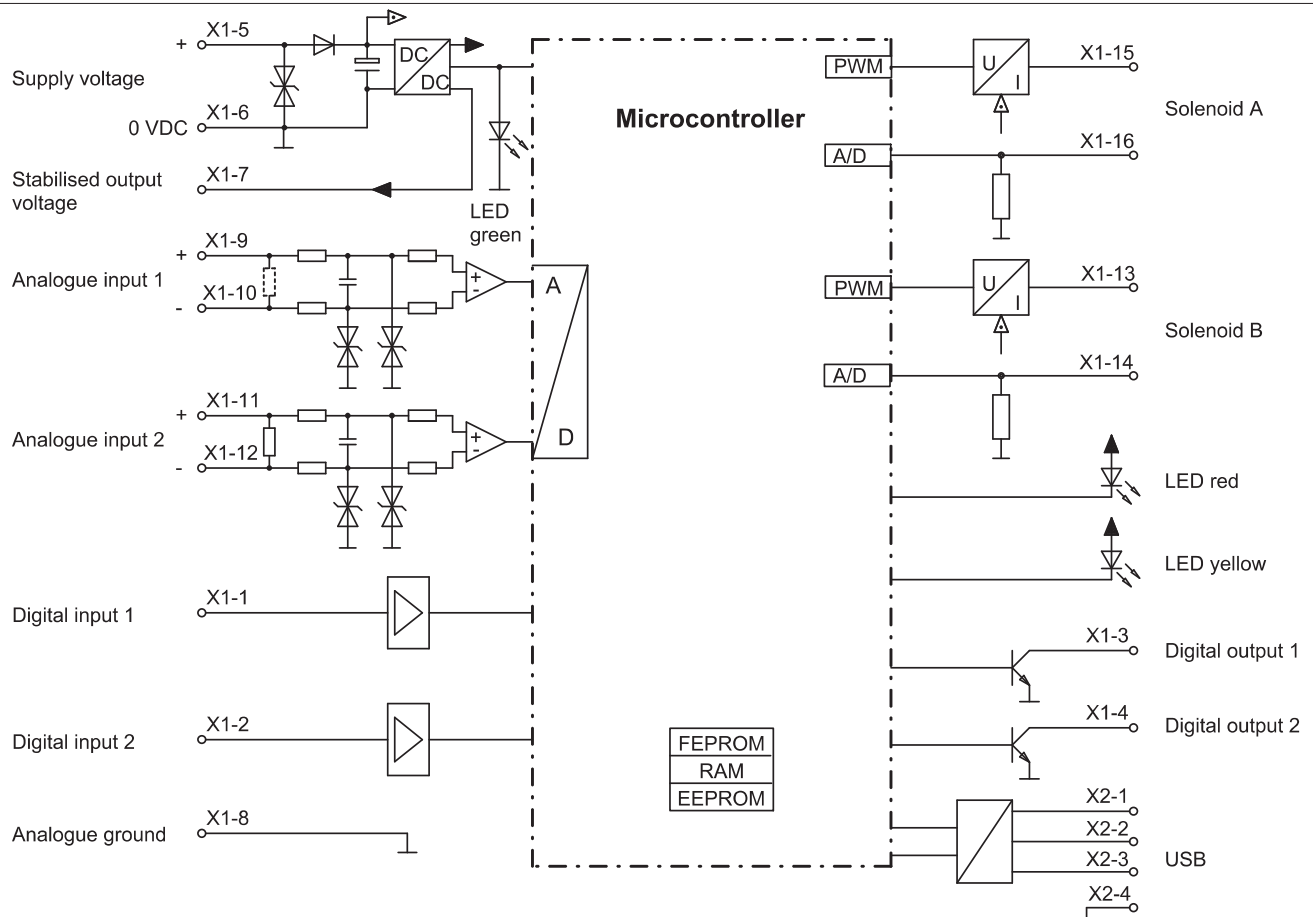 X1-5
+
Supply voltage
DC
DC
X1-6
0 VDC
X1-7
Stabilised output
voltage
LED
green
X1-9
+
Analogue input 1
X1-10
-
+
-
X1-11
+
Analogue input 2
X1-12
-
+
-
A
D
Digital input 1
X1-1
Digital input 2
X1-2
Analogue ground
X1-8
Microcontroller
FEPROM
RAM
EEPROM
PWM
U
I
X1-15
Solenoid A
A/D
X1-16
PWM
U
I
X1-13
Solenoid B
A/D
X1-14
LED red
LED yellow
X1-3
Digital output 1
X1-4
Digital output 2
X2-1
X2-2
X2-3
USB
X2-4